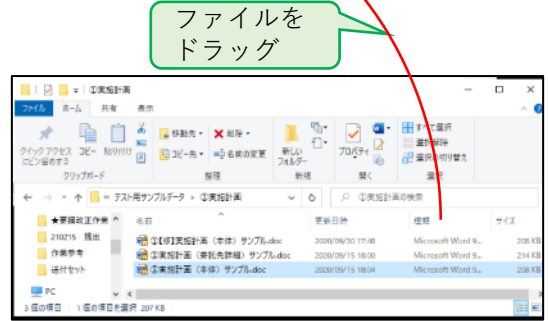 ファイルを
ドラッグ
①実施計画
ファイル ホーム 共有 表示
クイック アクセス
にピン留めする
コピー 貼り付け
移動先
削除
コピー先
名前の変更
新しい
フォルダー
プロパティ
すべて選択
選択解除
選択の切り替え
クリップボード 整理 新規 開く 選択
« テスト用サンプルデータ › ①実施計画
①実施計画の検索
名前 更新日時 種類 サイズ
★要綱改正作業
210215 提出
作業参考
送付セット
PC
①【修】実施計画（本体）サンプル.doc 2020/09/30 17:48 Microsoft Word 9... 208 KB
①実施計画（委託先詳細）サンプル.doc 2020/09/15 18:00 Microsoft Word 9... 214 KB
①実施計画（本体）サンプル.doc 2020/09/15 18:04 Microsoft Word 9... 208 KB
3 個の項目 1 個の項目を選択 207 KB